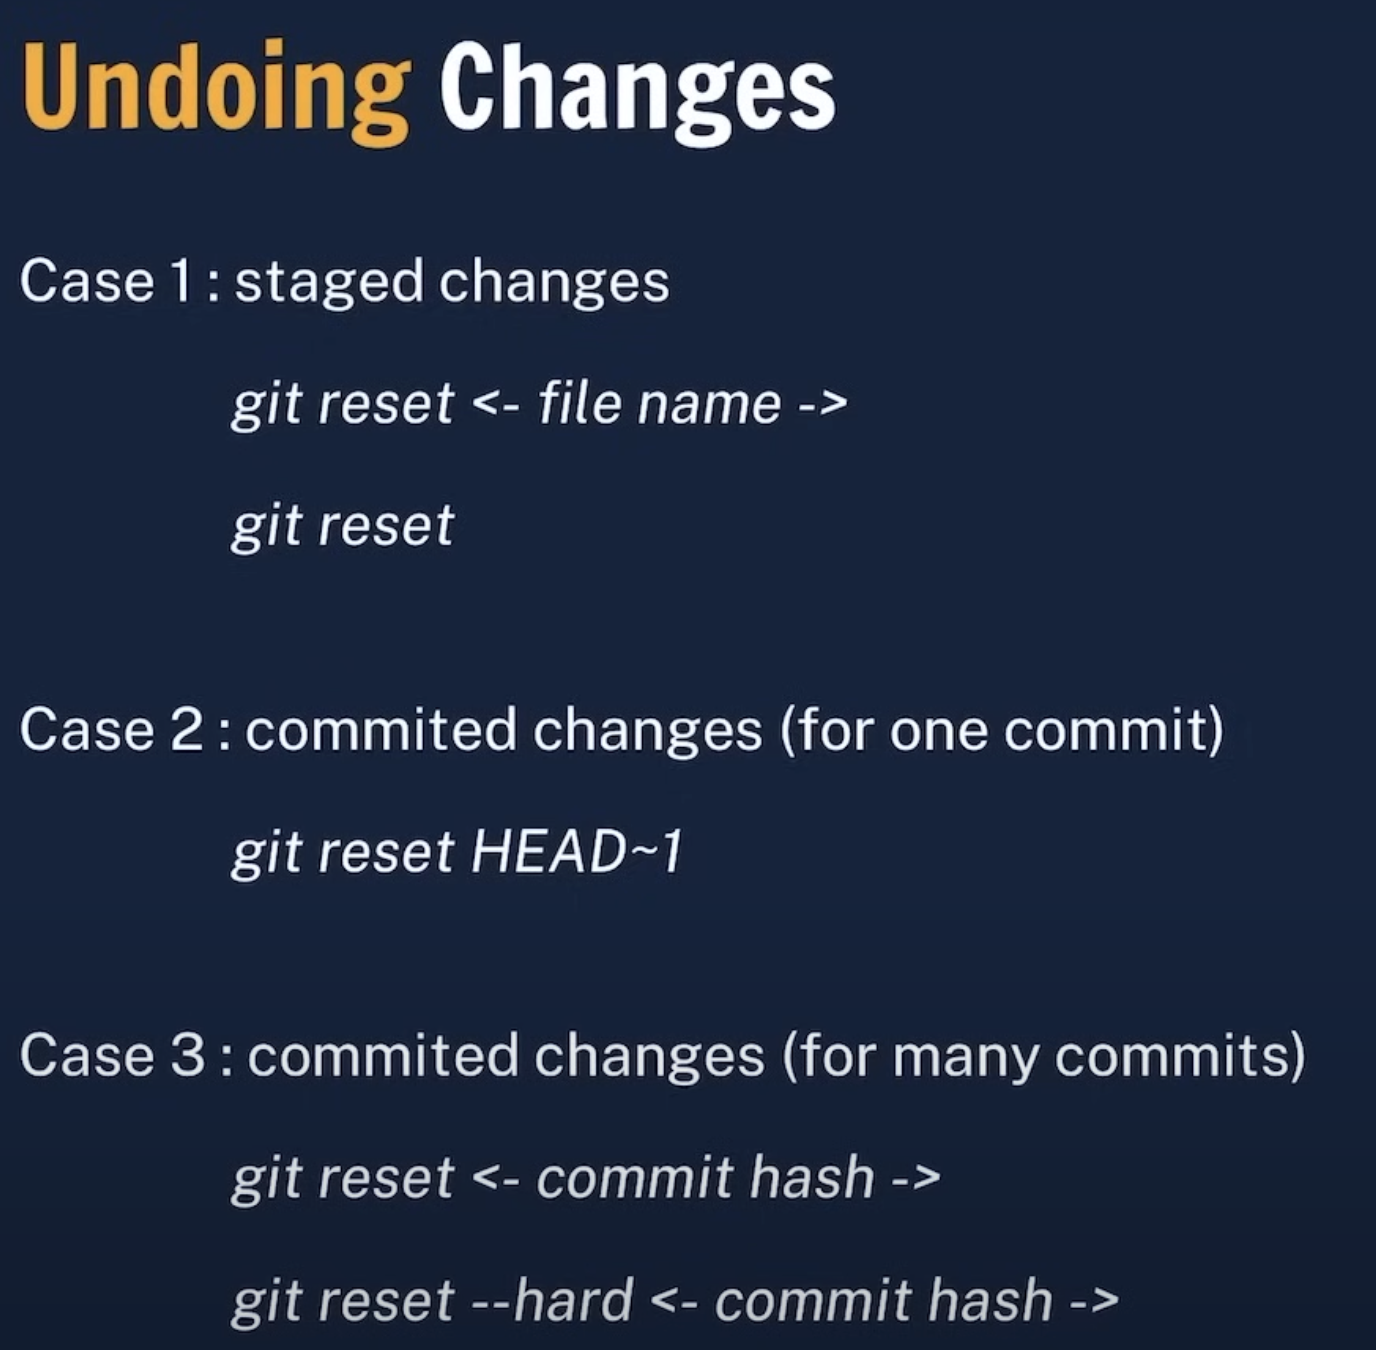 Undoing Changes
Case 1 : staged changes
git reset <- file name ->
git reset
Case 2 : commited changes (for one commit)
git reset HEAD~1
Case 3 : commited changes (for many commits)
git reset <- commit hash ->
git reset --hard <- commit hash ->